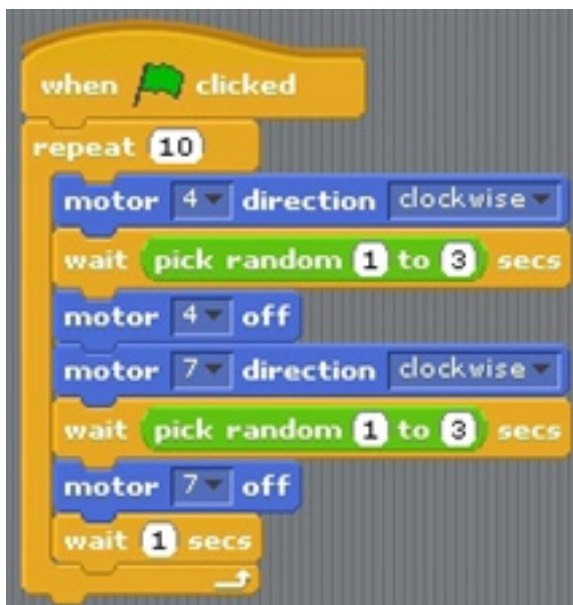 when clicked
repeat 10
motor 4 direction clockwise
wait pick random 1 to 3 secs
motor 4 off
motor 7 direction clockwise
wait pick random 1 to 3 secs
motor 7 off
wait 1 secs